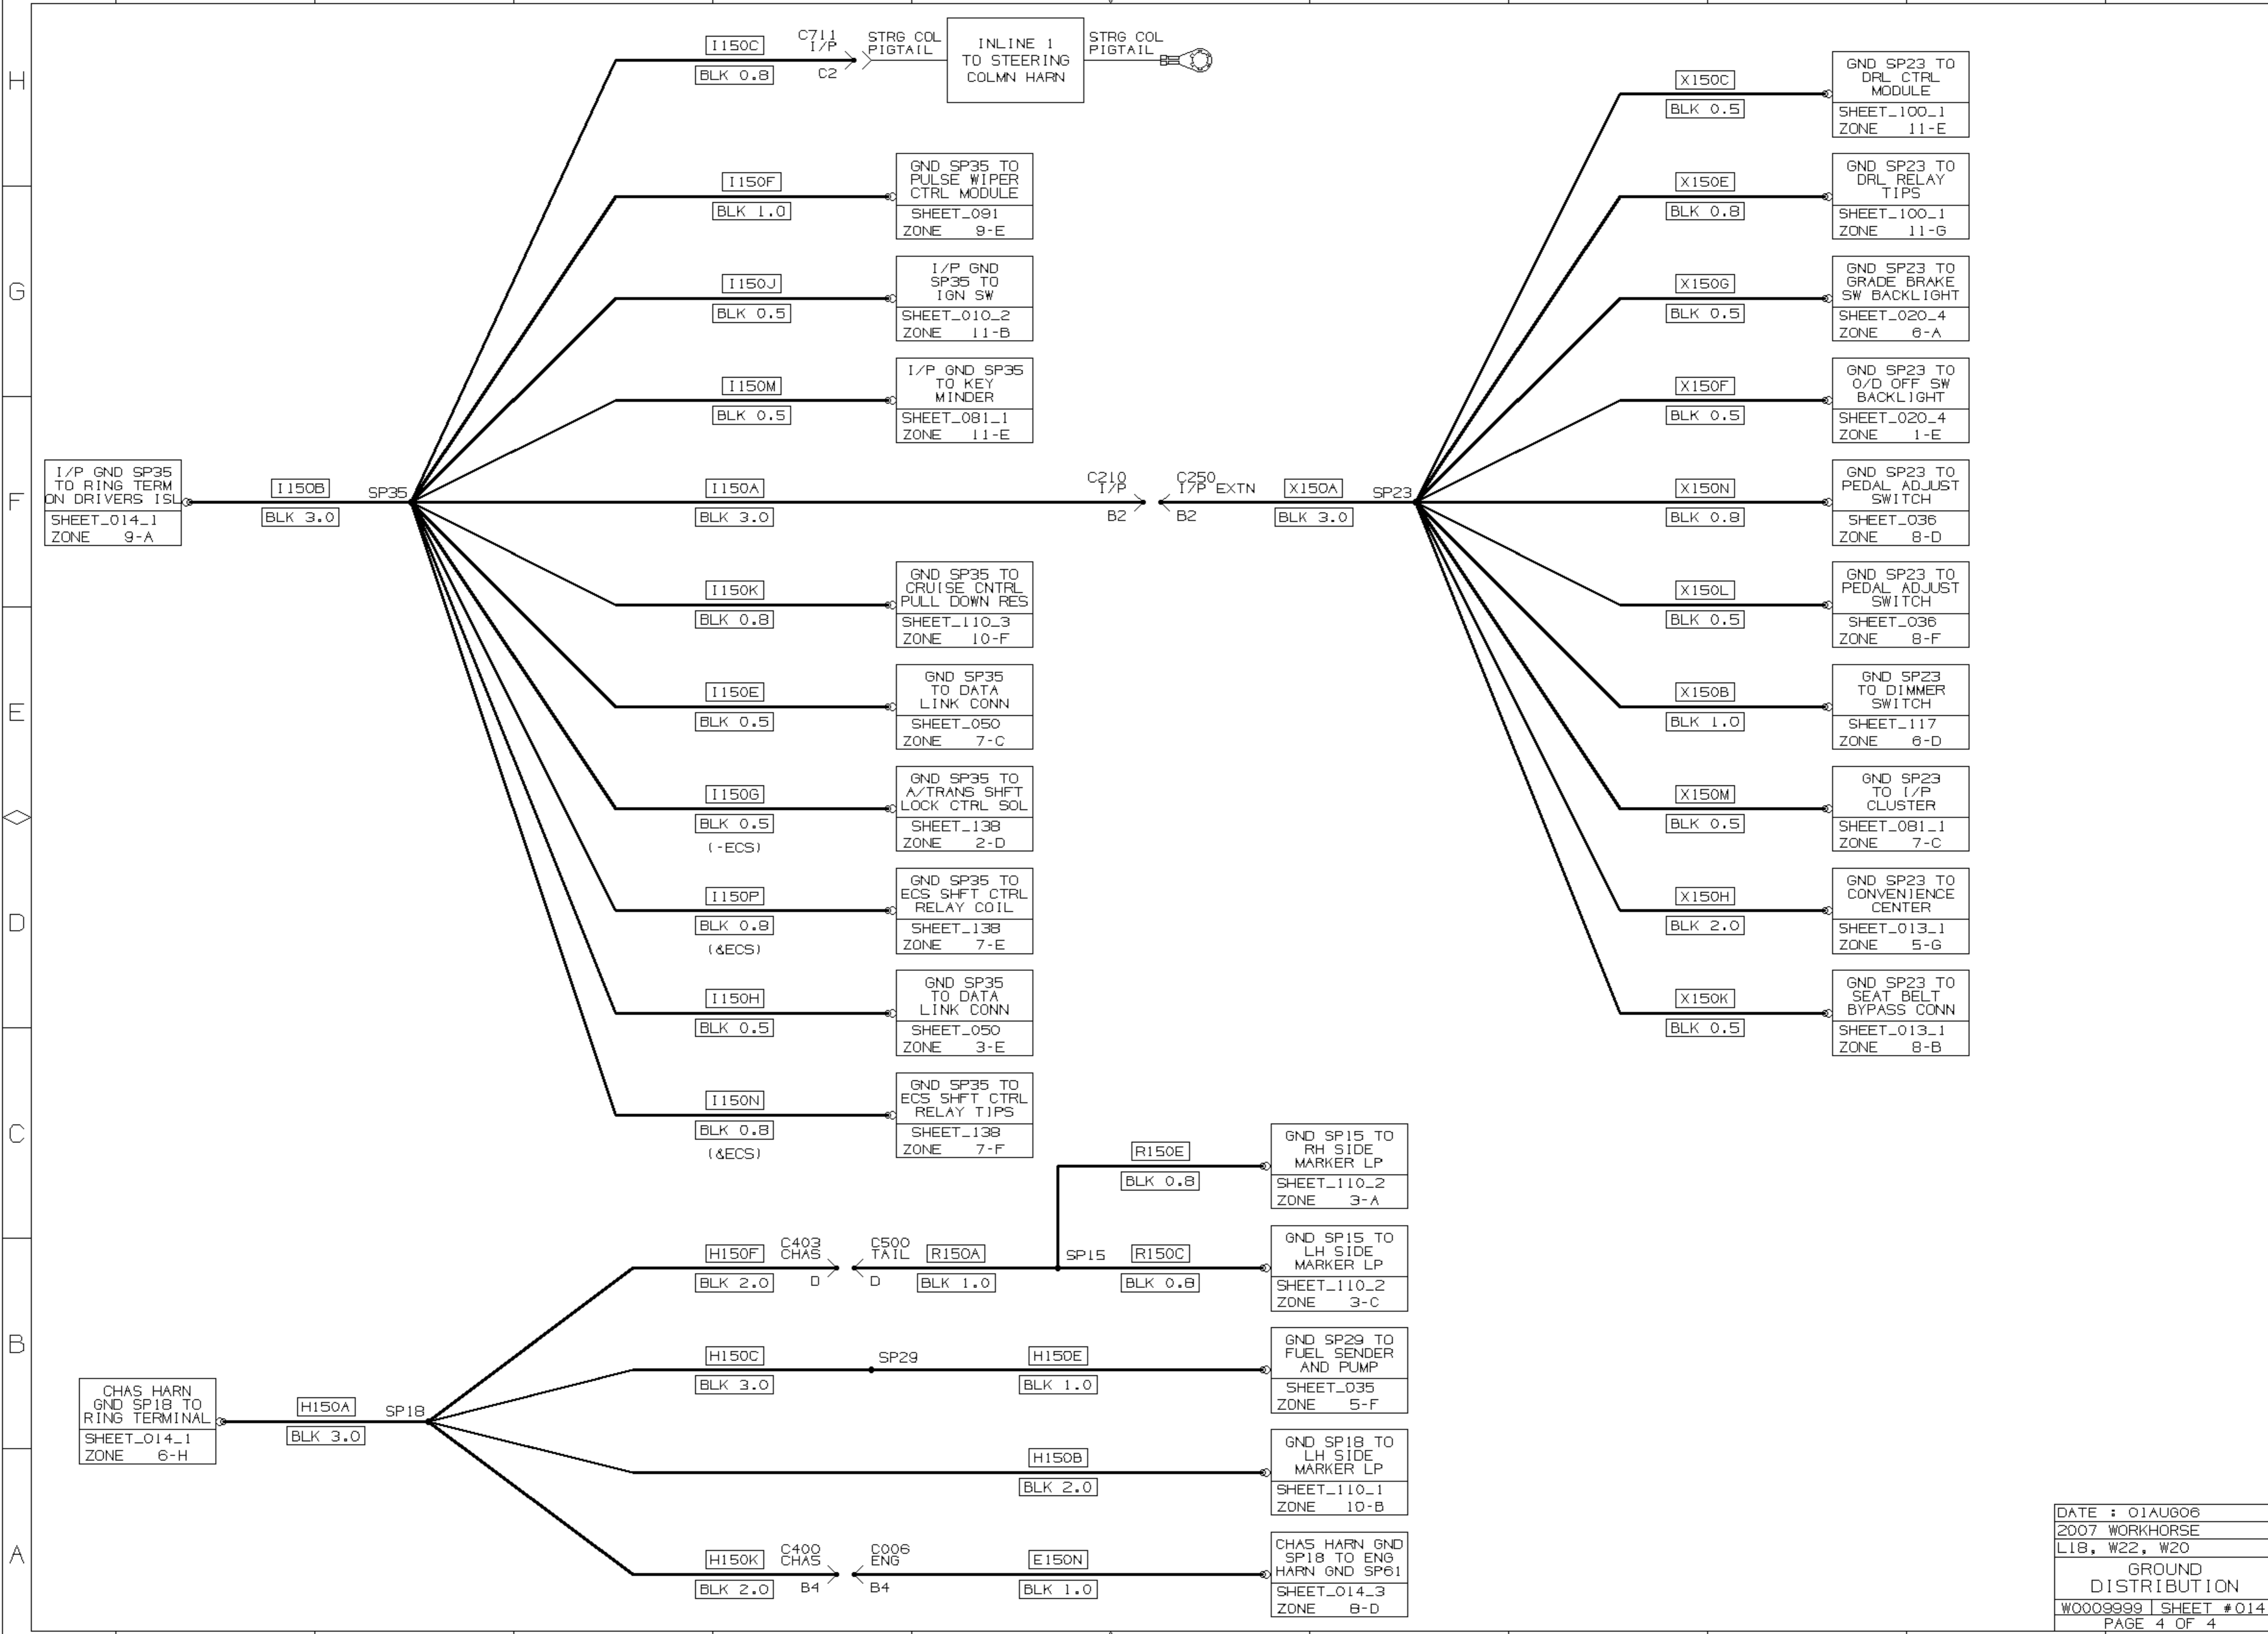 H
G
F
E
D
C
B
A
I150C
BLK 0.8
C711
I/P
C2
STRG COL
PIGTAIL
INLINE 1
TO STEERING
COLMN HARN
STRG COL
PIGTAIL
I150F
BLK 1.0
GND SP35 TO
PULSE WIPER
CTRL MODULE
SHEET_091
ZONE 9-E
I150J
BLK 0.5
I/P GND
SP35 TO
IGN SW
SHEET_010_2
ZONE 11-B
I150M
BLK 0.5
I/P GND SP35
TO KEY
MINDER
SHEET_081_1
ZONE 11-E
I/P GND SP35
TO RING TERM
ON DRIVERS ISL
SHEET_014_1
ZONE 9-A
I150B
BLK 3.0
SP35
I150A
BLK 3.0
C210
I/P
B2
C250
I/P EXTN
B2
X150A
BLK 3.0
SP23
I150K
BLK 0.8
GND SP35 TO
CRUISE CNTRL
PULL DOWN RES
SHEET_110_3
ZONE 10-F
I150E
BLK 0.5
GND SP35
TO DATA
LINK CONN
SHEET_050
ZONE 7-C
I150G
BLK 0.5
(-ECS)
GND SP35 TO
A/TRANS SHFT
LOCK CTRL SOL
SHEET_138
ZONE 2-D
I150P
BLK 0.8
(&ECS)
GND SP35 TO
ECS SHFT CTRL
RELAY COIL
SHEET_138
ZONE 7-E
I150H
BLK 0.5
GND SP35
TO DATA
LINK CONN
SHEET_050
ZONE 3-E
I150N
BLK 0.8
(&ECS)
GND SP35 TO
ECS SHFT CTRL
RELAY TIPS
SHEET_138
ZONE 7-F
X150C
BLK 0.5
GND SP23 TO
DRL CTRL
MODULE
SHEET_100_1
ZONE 11-E
X150E
BLK 0.8
GND SP23 TO
DRL RELAY
TIPS
SHEET_100_1
ZONE 11-G
X150G
BLK 0.5
GND SP23 TO
GRADE BRAKE
SW BACKLIGHT
SHEET_020_4
ZONE 6-A
X150F
BLK 0.5
GND SP23 TO
O/D OFF SW
BACKLIGHT
SHEET_020_4
ZONE 1-E
X150N
BLK 0.8
GND SP23 TO
PEDAL ADJUST
SWITCH
SHEET_036
ZONE 8-D
X150L
BLK 0.5
GND SP23 TO
PEDAL ADJUST
SWITCH
SHEET_036
ZONE 8-F
X150B
BLK 1.0
GND SP23
TO DIMMER
SWITCH
SHEET_117
ZONE 6-D
X150M
BLK 0.5
GND SP23
TO I/P
CLUSTER
SHEET_081_1
ZONE 7-C
X150H
BLK 2.0
GND SP23 TO
CONVENIENCE
CENTER
SHEET_013_1
ZONE 5-G
X150K
BLK 0.5
GND SP23 TO
SEAT BELT
BYPASS CONN
SHEET_013_1
ZONE 8-B
CHAS HARN
GND SP18 TO
RING TERMINAL
SHEET_014_1
ZONE 6-H
H150A
BLK 3.0
SP18
H150F
BLK 2.0
C403
CHAS
D
C500
TAIL
D
R150A
BLK 1.0
SP15
R150E
BLK 0.8
GND SP15 TO
RH SIDE
MARKER LP
SHEET_110_2
ZONE 3-A
R150C
BLK 0.8
GND SP15 TO
LH SIDE
MARKER LP
SHEET_110_2
ZONE 3-C
H150C
BLK 3.0
SP29
H150E
BLK 1.0
GND SP29 TO
FUEL SENDER
AND PUMP
SHEET_035
ZONE 5-F
H150B
BLK 2.0
GND SP18 TO
LH SIDE
MARKER LP
SHEET_110_1
ZONE 10-B
H150K
BLK 2.0
C400
CHAS
B4
C006
ENG
B4
E150N
BLK 1.0
CHAS HARN GND
SP18 TO ENG
HARN GND SP61
SHEET_014_3
ZONE 8-D
DATE : 01AUG06
2007 WORKHORSE
L18, W22, W20
GROUND
DISTRIBUTION
W0009999 SHEET #014
PAGE 4 OF 4